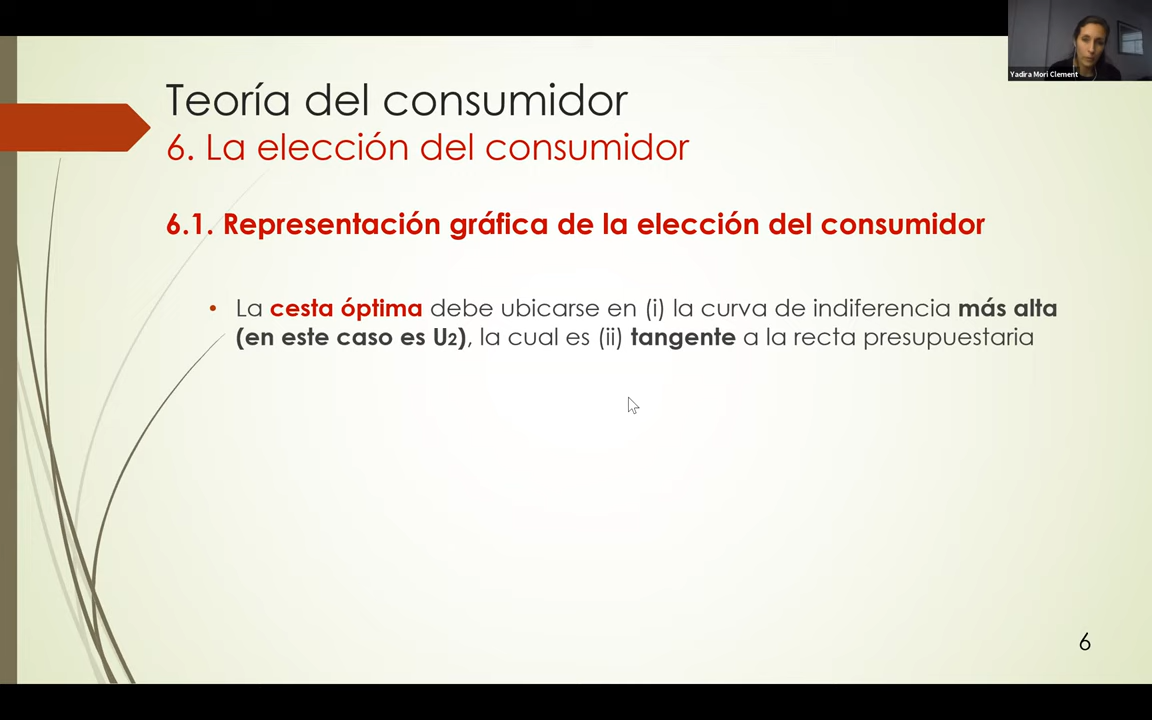 Yadira Mori Clement
Teoría del consumidor
6. La elección del consumidor
6.1. Representación gráfica de la elección del consumidor
• La cesta óptima debe ubicarse en (i) la curva de indiferencia más alta
(en este caso es U2), la cual es (ii) tangente a la recta presupuestaria
6